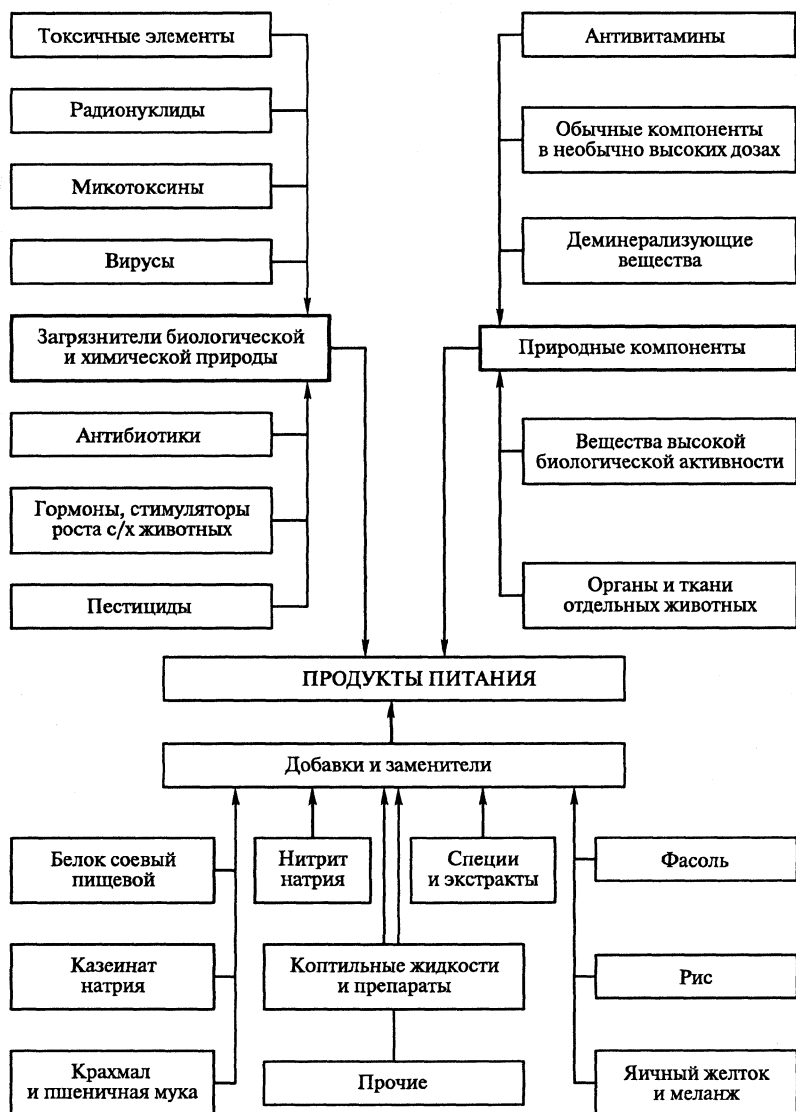 Токсичные элементы
Радионуклиды
Микотоксины
Вирусы
Загрязнители биологической
и химической природы
Антибиотики
Гормоны, стимуляторы
роста с/х животных
Пестициды
Антивитамины
Обычные компоненты
в необычно высоких дозах
Деминерализующие
вещества
Природные компоненты
Вещества высокой
биологической активности
Органы и ткани
отдельных животных
ПРОДУКТЫ ПИТАНИЯ
Добавки и заменители
Белок соевый
пищевой
Нитрит
натрия
Специи
и экстракты
Фасоль
Казеинат
натрия
Коптильные жидкости
и препараты
Рис
Крахмал
и пшеничная мука
Прочие
Яичный желток
и меланж